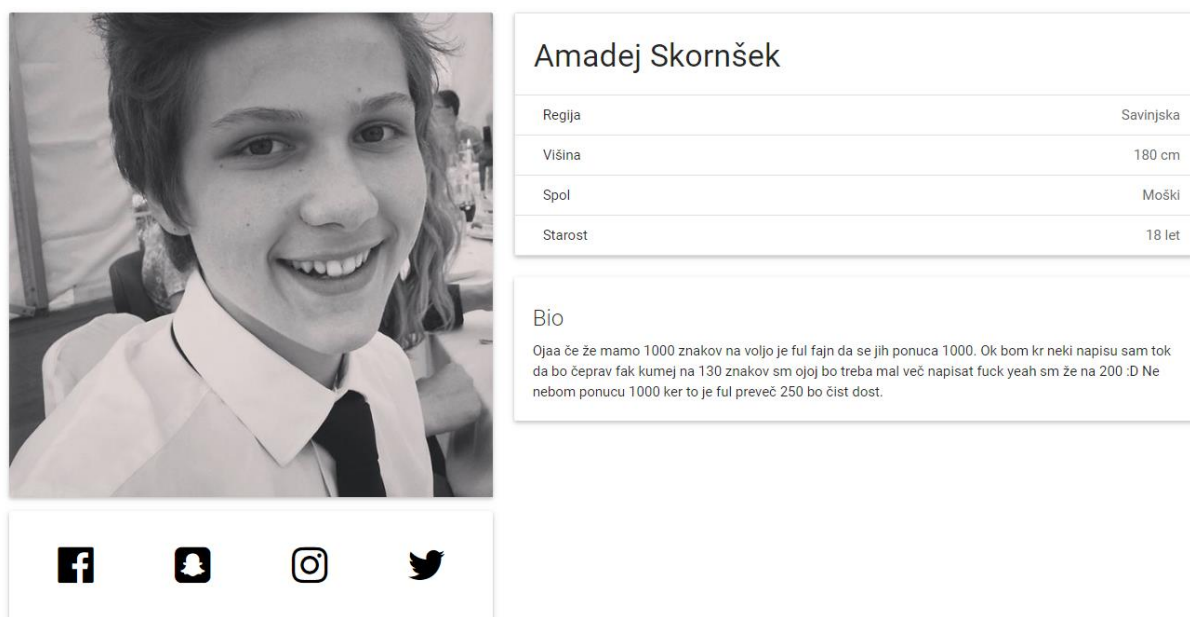 Amadej Skornšek
Regija Savinjska
Višina 180 cm
Spol Moški
Starost 18 let
Bio
Ojaa če že mamo 1000 znakov na voljo je ful fajn da se jih ponuca 1000. Ok bom kr neki napisu sam tok
da bo čeprav fak kumej na 130 znakov sm ojoj bo treba mal več napisat fuck yeah sm že na 200 :D Ne
nebom ponucu 1000 ker to je ful preveč 250 bo čist dost.